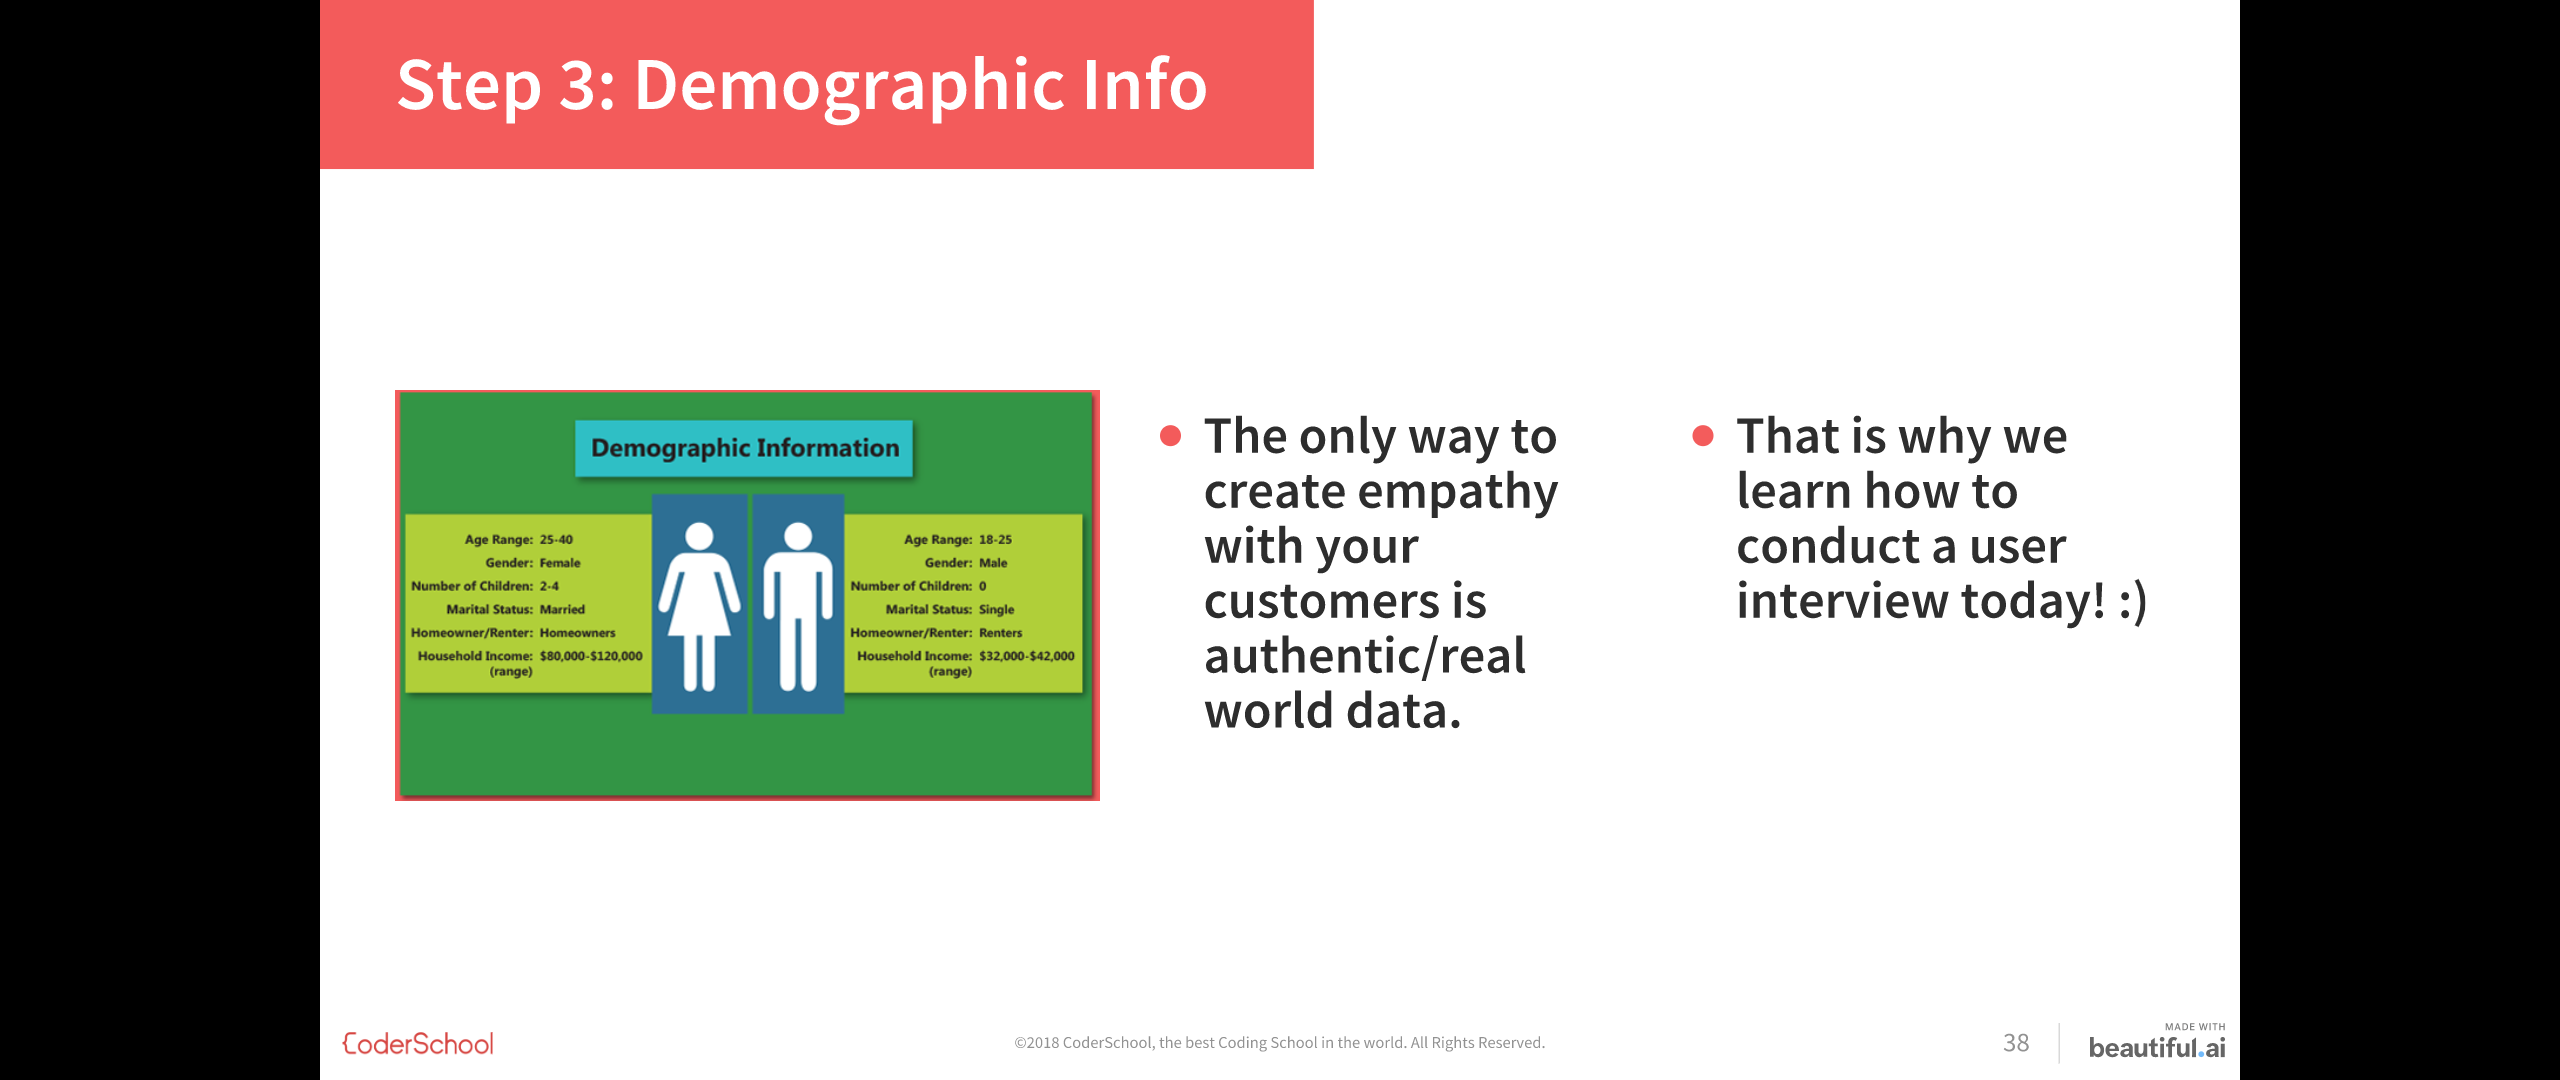 Step 3: Demographic Info
Demographic Information
Age Range: 25-40
Gender: Female
Number of Children: 2-4
Marital Status: Married
Homeowner/Renter: Homeowners
Household Income: $80,000-$120,000
(range)
Age Range: 18-25
Gender: Male
Number of Children: 0
Marital Status: Single
Homeowner/Renter: Renters
Household Income: $32,000-$42,000
(range)
The only way to
create empathy
with your
customers is
authentic/real
world data.
That is why we
learn how to
conduct a user
interview today! :)
CoderSchool
©2018 CoderSchool, the best Coding School in the world. All Rights Reserved.
38
MADE WITH
beautiful.ai